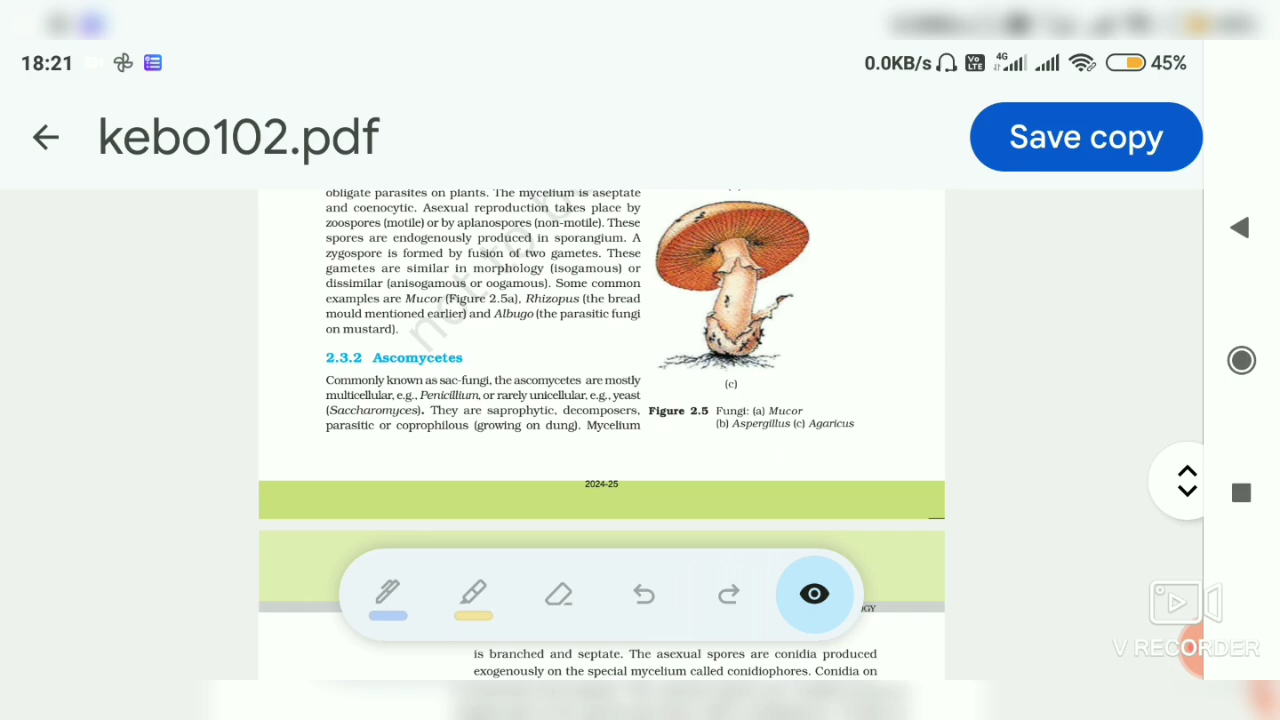 18:21
0.0KB/s Vo LTE 4G 45%
kebo102.pdf
Save copy
obligate parasites on plants. The mycelium is aseptate
and coenocytic. Asexual reproduction takes place by
zoospores (motile) or by aplanospores (non-motile). These
spores are endogenously produced in sporangium. A
zygospore is formed by fusion of two gametes. These
gametes are similar in morphology (isogamous) or
dissimilar (anisogamous or oogamous). Some common
examples are Mucor (Figure 2.5a), Rhizopus (the bread
mould mentioned earlier) and Albugo (the parasitic fungi
on mustard).
not to b
2.3.2 Ascomycetes
Commonly known as sac-fungi, the ascomycetes are mostly
multicellular, e.g., Penicillium, or rarely unicellular, e.g., yeast
(Saccharomyces). They are saprophytic, decomposers,
parasitic or coprophilous (growing on dung). Mycelium
(c)
Figure 2.5 Fungi: (a) Mucor
(b) Aspergillus (c) Agaricus
2024-25
GY
is branched and septate. The asexual spores are conidia produced
exogenously on the special mycelium called conidiophores. Conidia on
V RECORDER